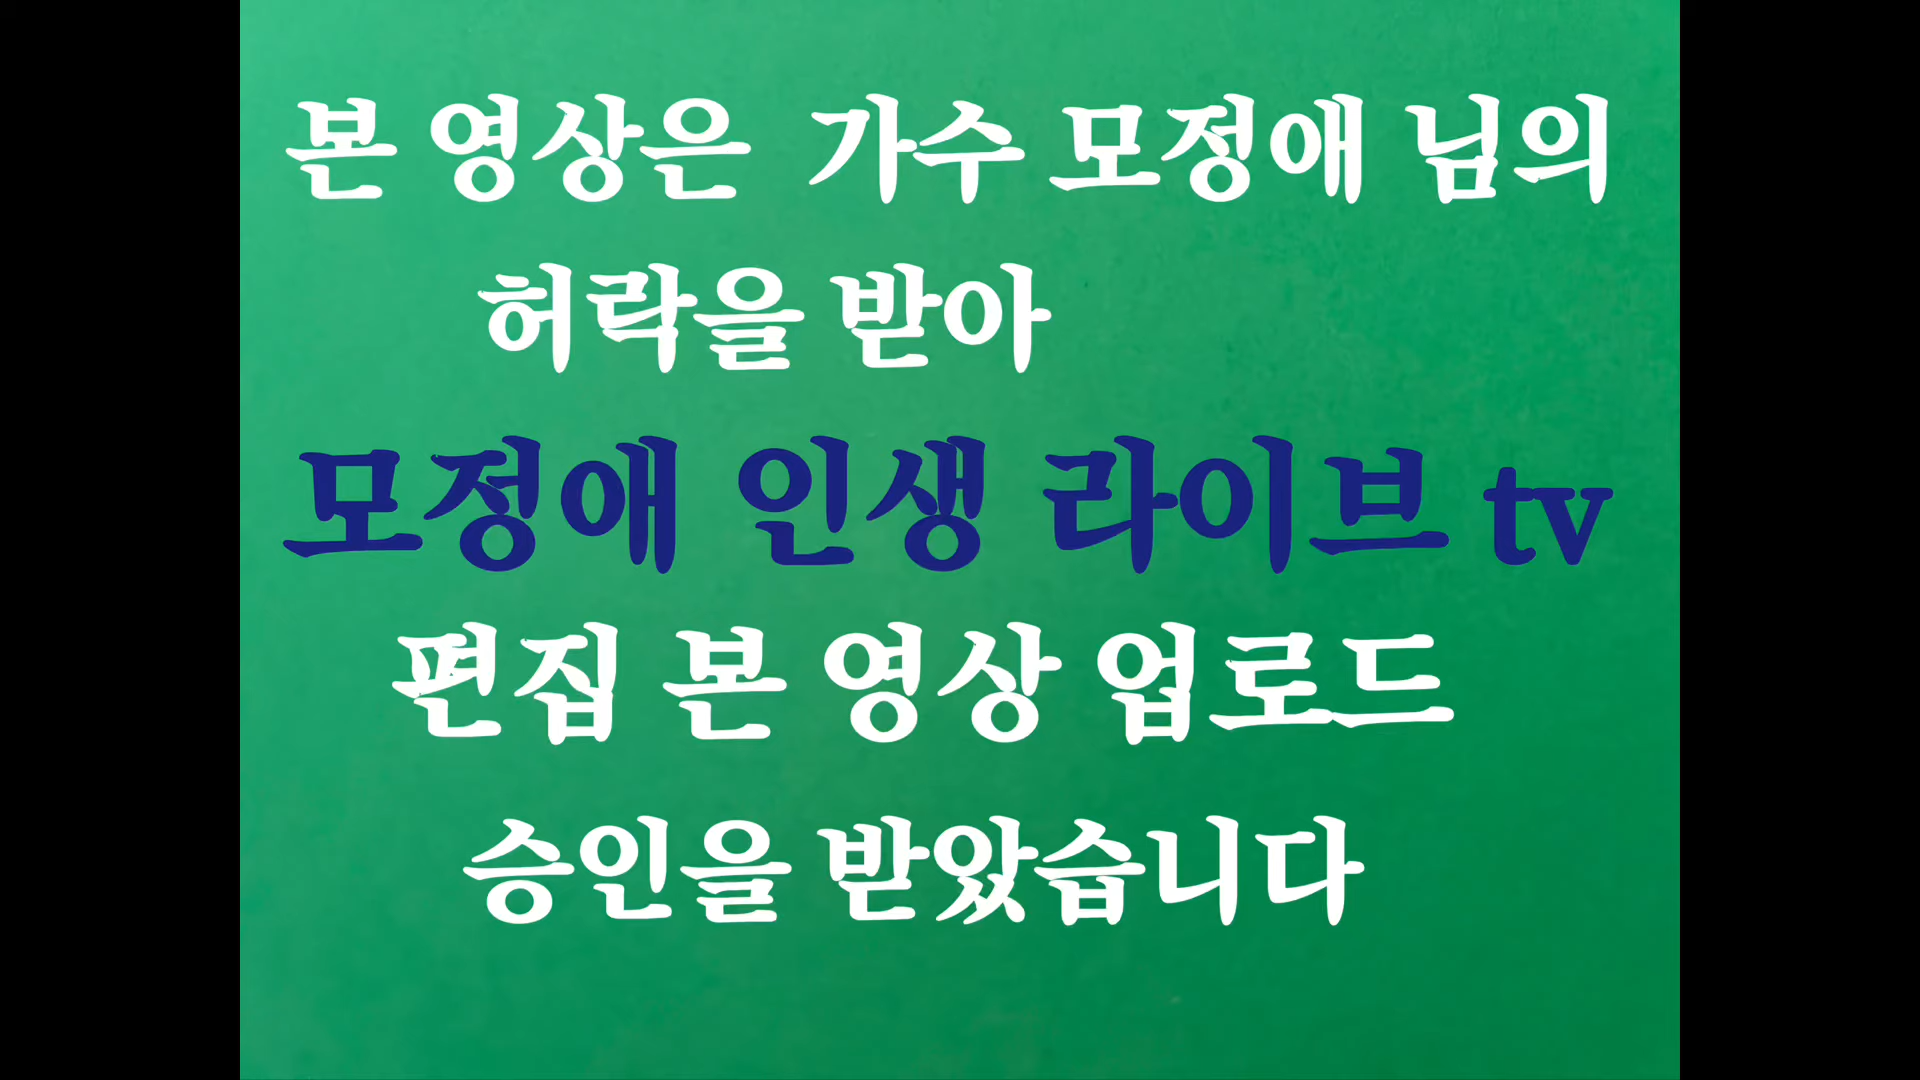 본 영상은 가수 모정애 님의
허락을 받아
모정애 인생 라이브 tv
편집 본 영상 업로드
승인을 받았습니다